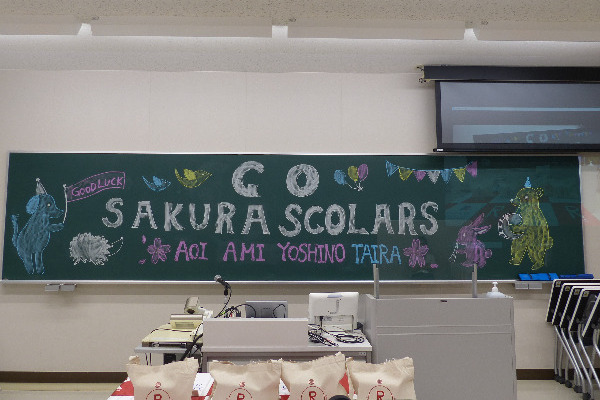 GO
GOOD LUCK
SAKURA SCOLARS
AOI AMI YOSHINO TAIRA
R
R
R
R